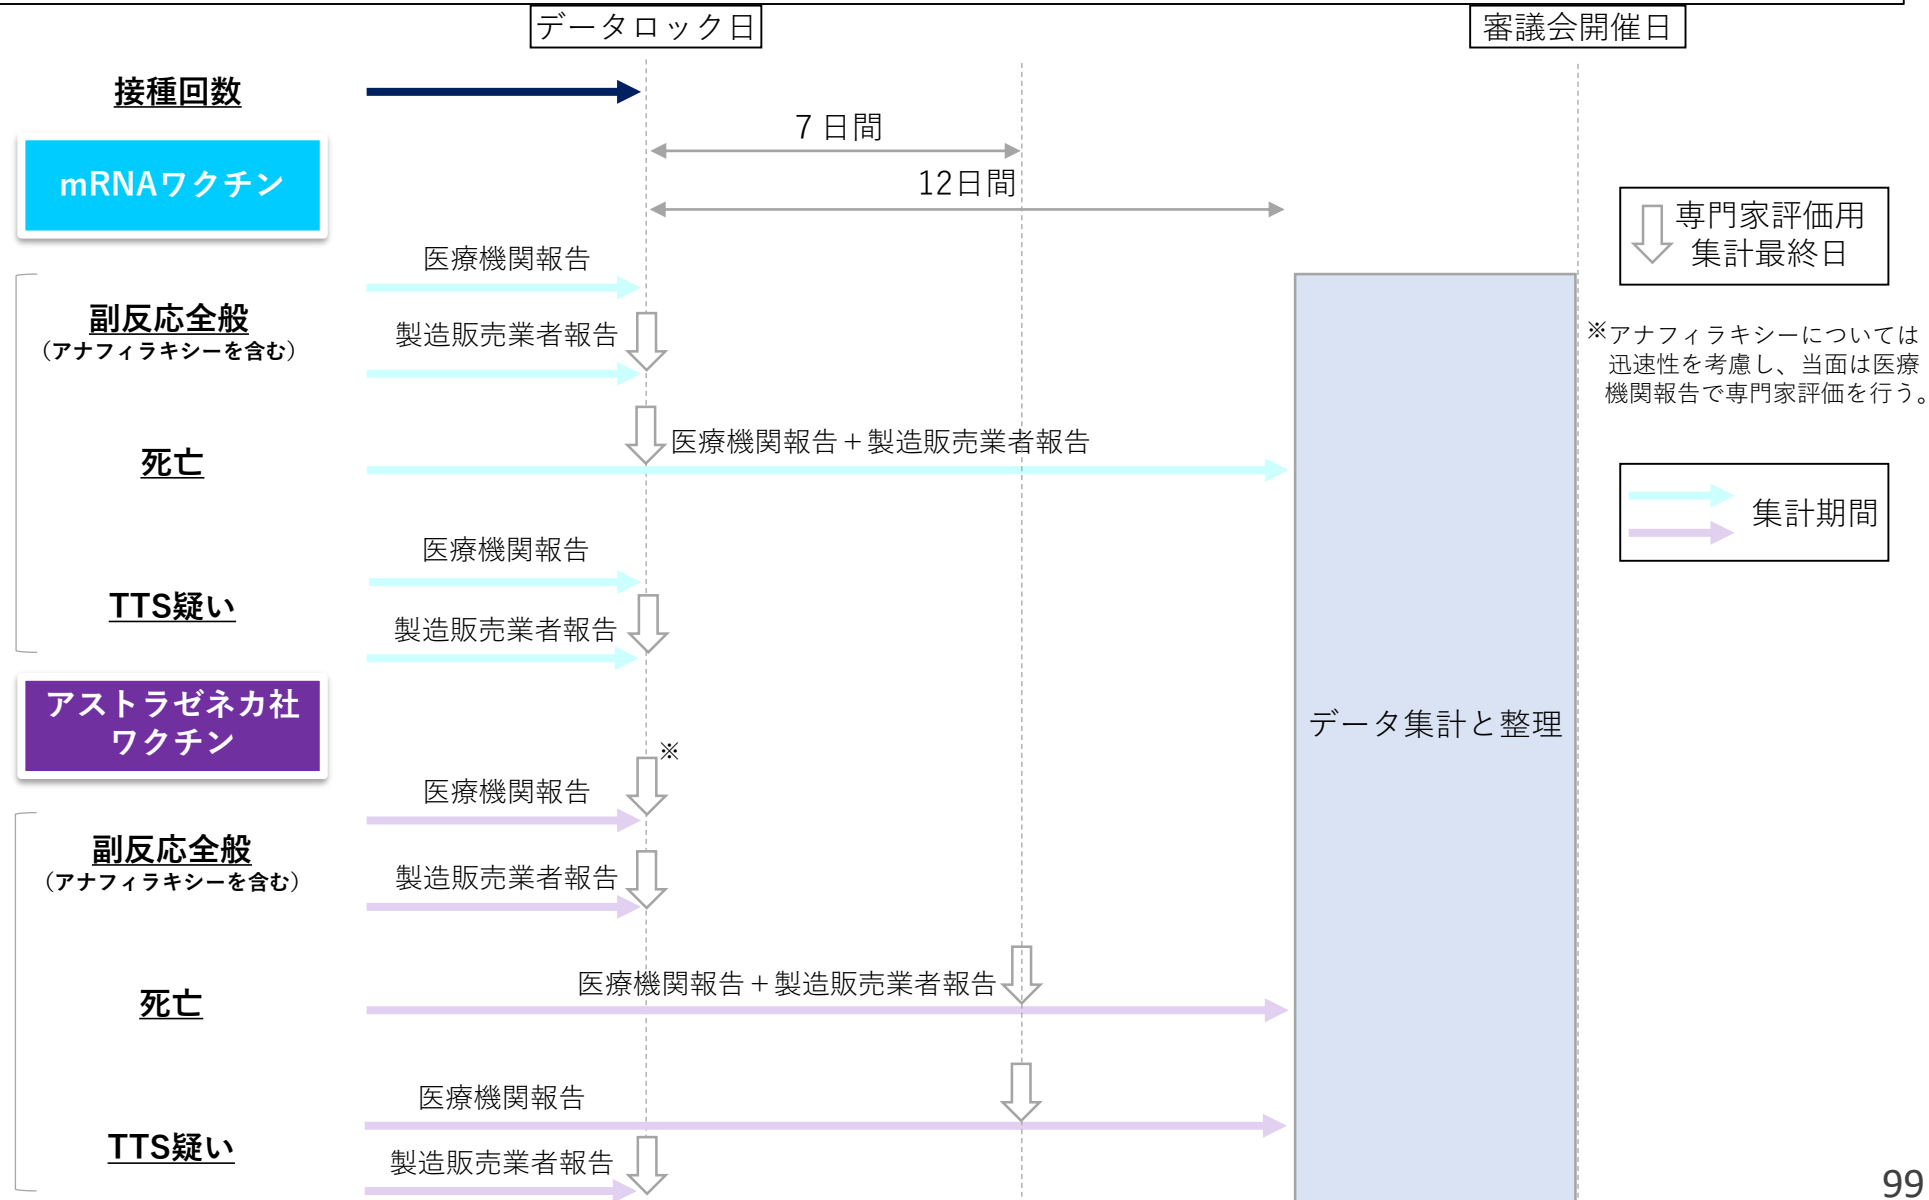 データロック日
審議会開催日
接種回数
７日間
mRNAワクチン
12日間
専門家評価用
集計最終日
医療機関報告
副反応全般
（アナフィラキシーを含む）
製造販売業者報告
※アナフィラキシーについては
迅速性を考慮し、当面は医療
機関報告で専門家評価を行う。
医療機関報告＋製造販売業者報告
死亡
集計期間
医療機関報告
TTS疑い
製造販売業者報告
アストラゼネカ社
ワクチン
データ集計と整理
※
医療機関報告
副反応全般
（アナフィラキシーを含む）
製造販売業者報告
医療機関報告＋製造販売業者報告
死亡
医療機関報告
TTS疑い
製造販売業者報告
99